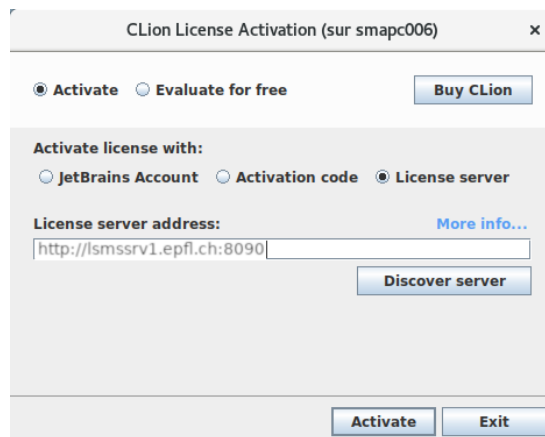 CLion License Activation (sur smapc006) ×
Activate Evaluate for free Buy CLion
Activate license with:
JetBrains Account Activation code License server
License server address: More info...
http://lsmssrv1.epfl.ch:8090
Discover server
Activate Exit